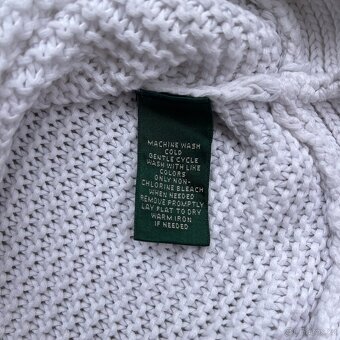 MACHINE WASH
COLD
GENTLE CYCLE
WASH WITH LIKE
COLORS
ONLY NON-
CHLORINE BLEACH
WHEN NEEDED
REMOVE PROMPTLY
LAY FLAT TO DRY
WARM IRON
IF NEEDED